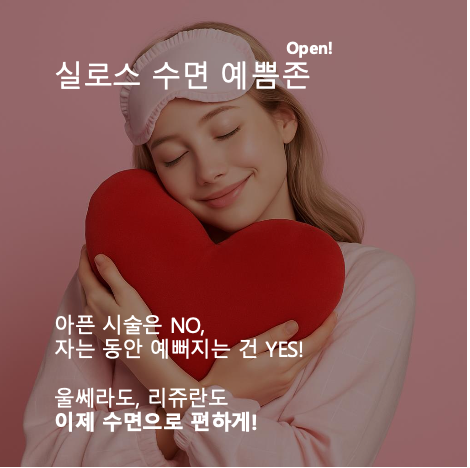 Open!
실로스 수면 예쁨존
아픈 시술은 NO,
자는 동안 예뻐지는 건 YES!
울쎄라도, 리쥬란도
이제 수면으로 편하게!